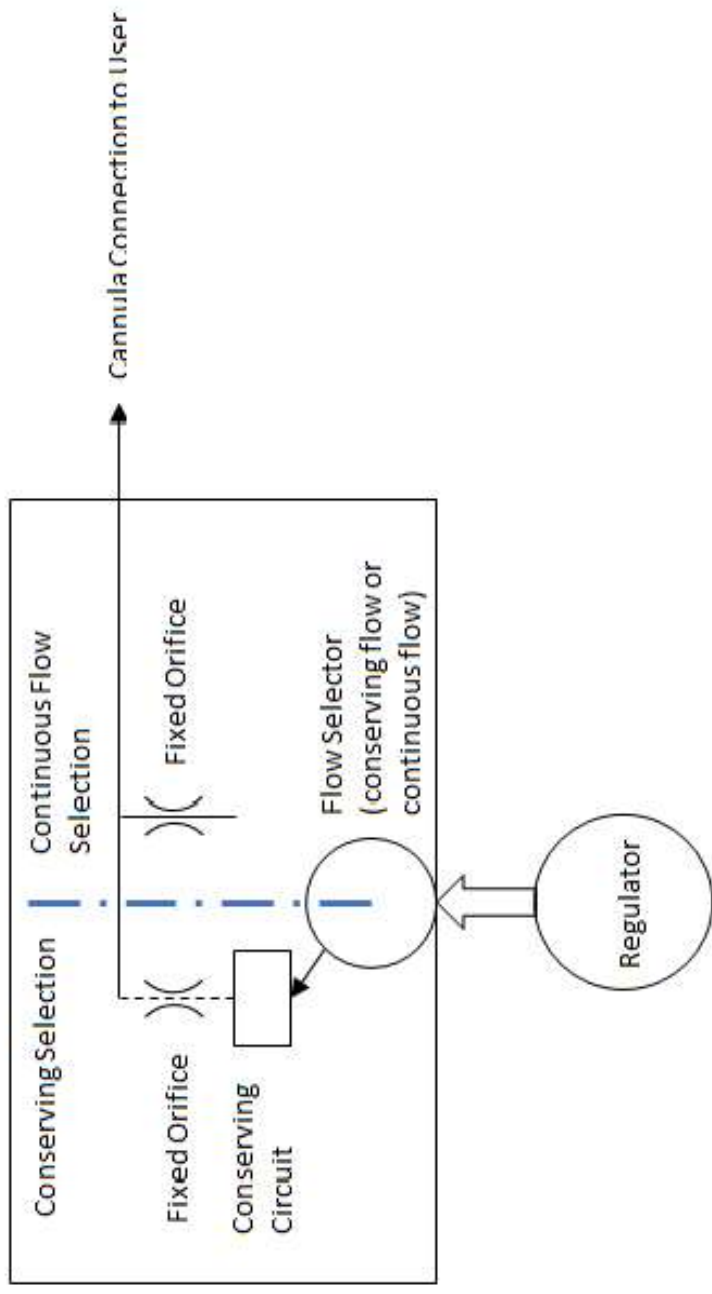 Conserving Selection
Continuous Flow
Selection
Cannula Connection to User
Fixed Orifice
Fixed Orifice
Conserving
Circuit
Flow Selector
(conserving flow or
continuous flow)
Regulator